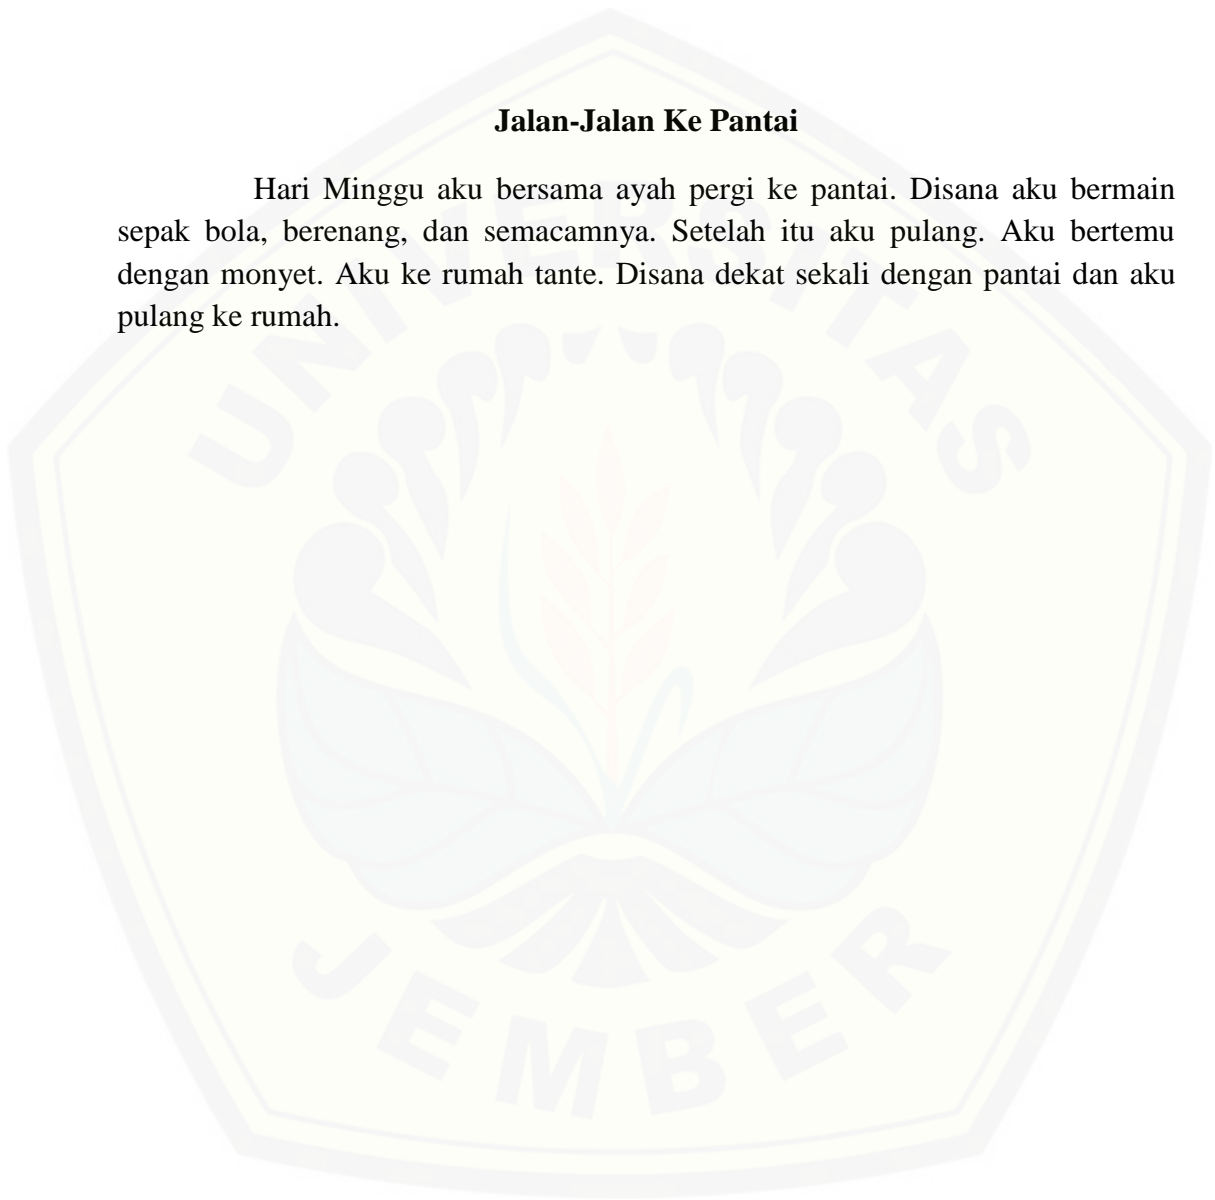 Jalan-Jalan Ke Pantai
Hari Minggu aku bersama ayah pergi ke pantai. Disana aku bermain
sepak bola, berenang, dan semacamnya. Setelah itu aku pulang. Aku bertemu
dengan monyet. Aku ke rumah tante. Disana dekat sekali dengan pantai dan aku
pulang ke rumah.
UNIVERSITAS
JEMBER